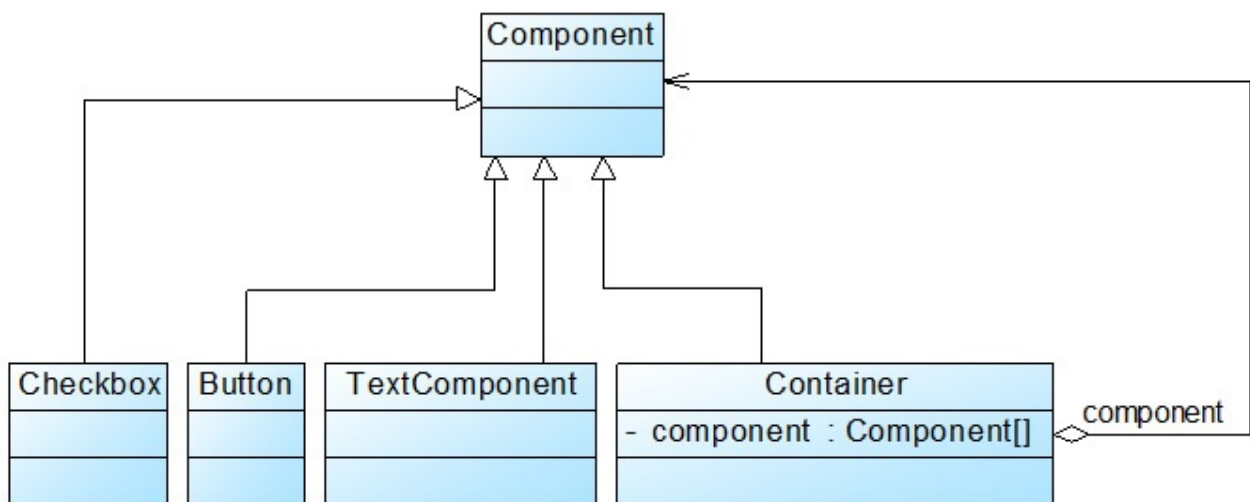 Component
Checkbox
Button
TextComponent
Container
- component : Component[]
component